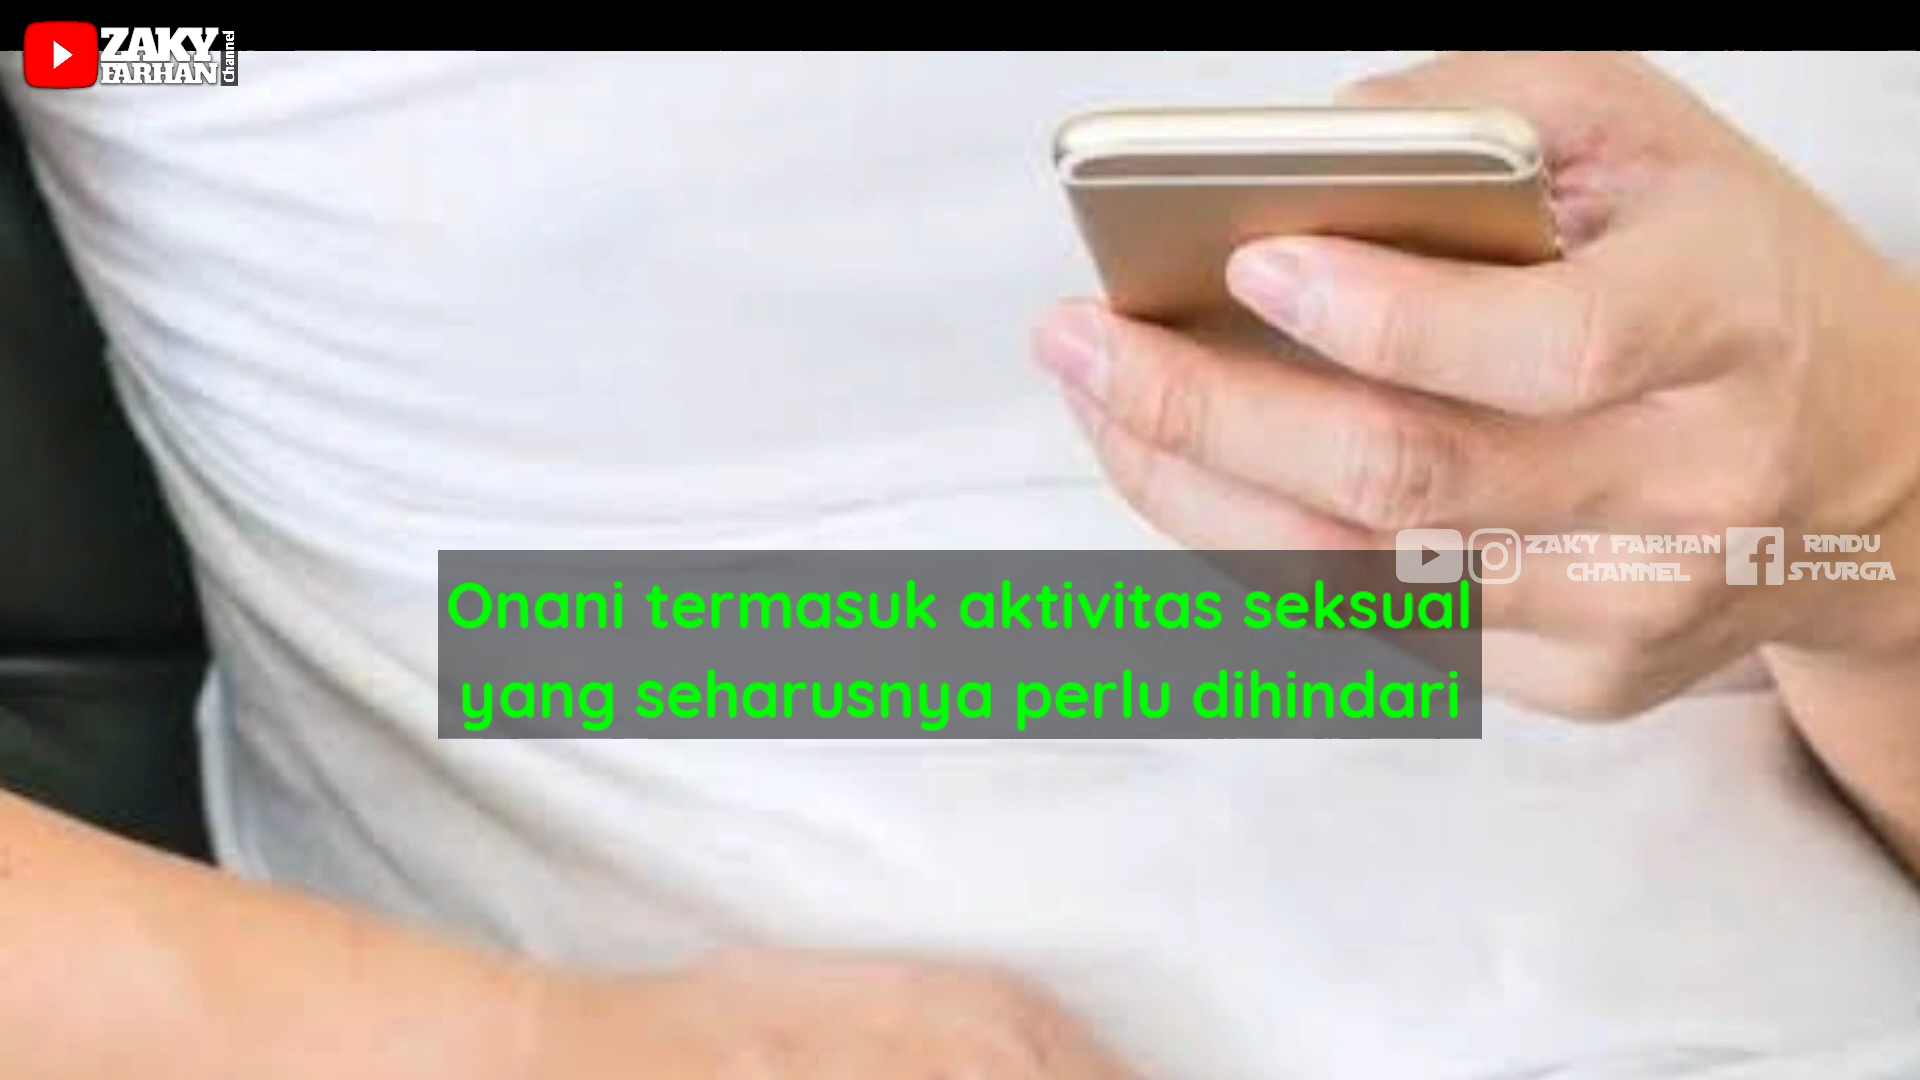 ZAKY
FARHAN
Channel
ZAKY FARHAN
CHANNEL
RINDU
SYURGA
Onani termasuk aktivitas seksual
yang seharusnya perlu dihindari